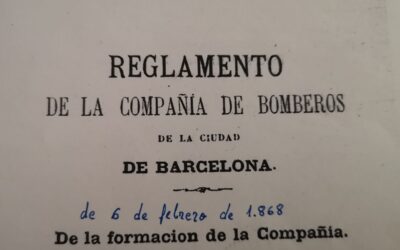 REGLAMENTO
DE LA COMPAÑÍA DE BOMBEROS
DE LA CIUDAD
DE BARCELONA.
de 6 de febrero de 1.868
De la formacion de la Compañía.